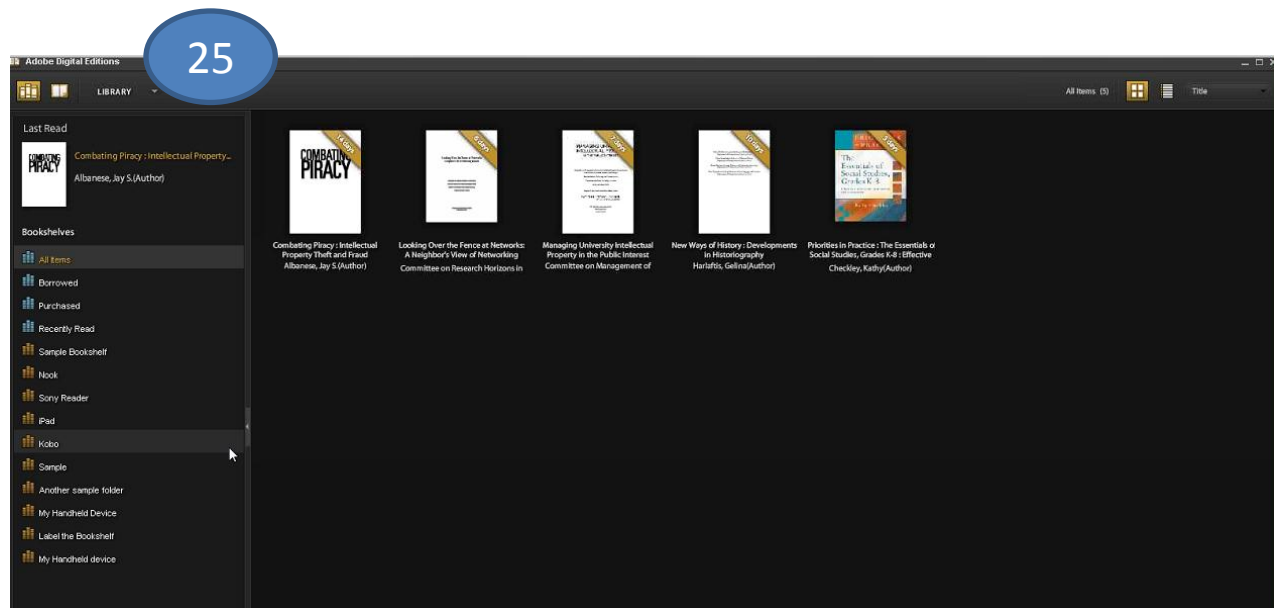 25
Adobe Digital Editions
LIBRARY
All Items (5)
Title
Last Read
COMBATING
PIRACY
Combating Piracy : Intellectual Property...
Albanese, Jay S.(Author)
Bookshelves
All Items
Borrowed
Purchased
Recently Read
Sample Bookshelf
Nook
Sony Reader
iPad
Kobo
Sample
Another sample folder
My Handheld Device
Label the Bookshelf
My Handheld device
14 days
COMBATING
PIRACY
Combating Piracy : Intellectual
Property Theft and Fraud
Albanese, Jay S.(Author)
6 days
Looking Over the Fence at Networks:
A Neighbor's View of Networking
Committee on Research Horizons in
7 days
Managing University Intellectual
Property in the Public Interest
Committee on Management of
10 days
New Ways of History : Developments
in Historiography
Harlaftis, Gelina(Author)
The
Essentials of
Social Studies,
Grades K-8
Priorities in Practice : The Essentials o
Social Studies, Grades K-8 : Effective
Checkley, Kathy(Author)